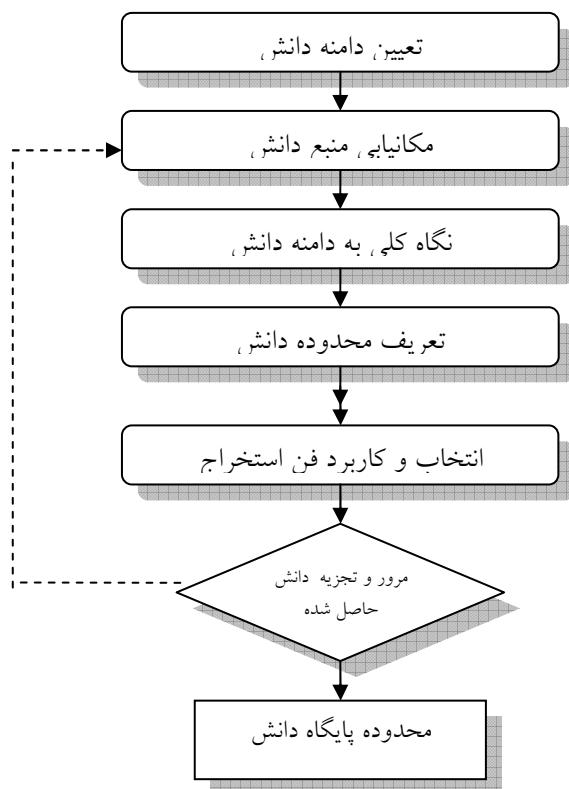 تعیین دامنه دانش
مکانیابی منبع دانش
نگاه کلی به دامنه دانش
تعریف محدوده دانش
انتخاب و کاربرد فن استخراج
مرور و تجزیه دانش
حاصل شده
محدوده پایگاه دانش